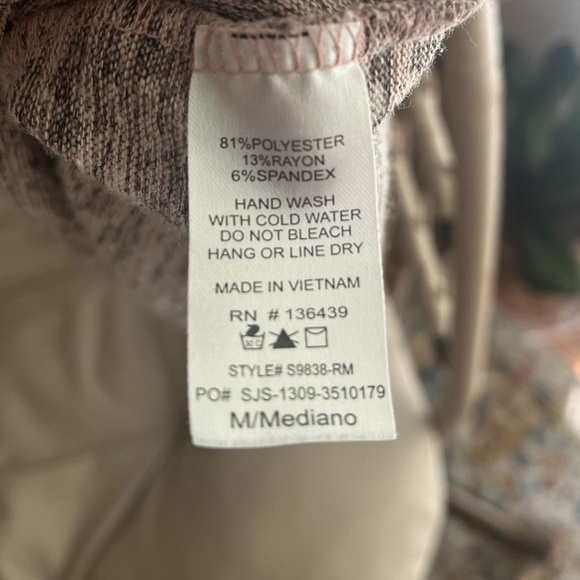 81%POLYESTER
13%RAYON
6%SPANDEX
HAND WASH
WITH COLD WATER
DO NOT BLEACH
HANG OR LINE DRY
MADE IN VIETNAM
RN # 136439
30 C
STYLE# S9838-RM
PO# SJS-1309-3510179
M/Mediano